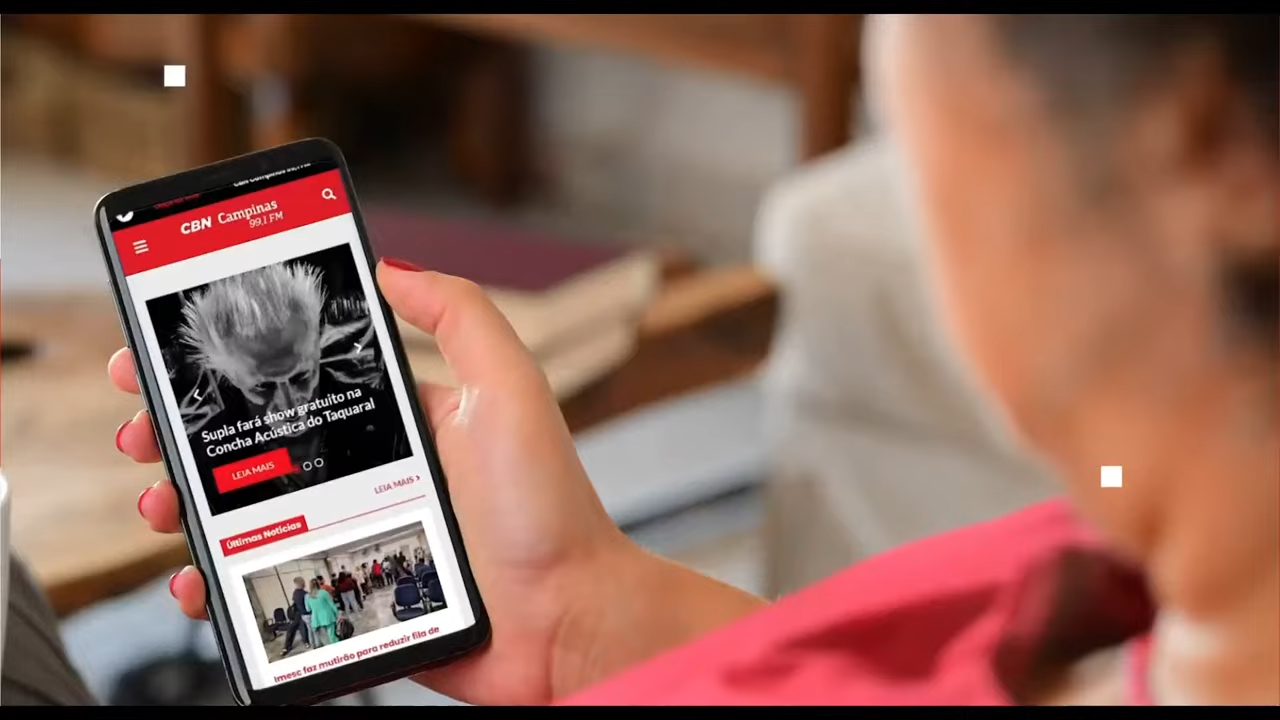 CBN Campinas
99,1 FM
Supla fará show gratuito na
Concha Acústica do Taquaral
LEIA MAIS
LEIA MAIS
Últimas Notícias
Imesc faz mutirão para reduzir fila de